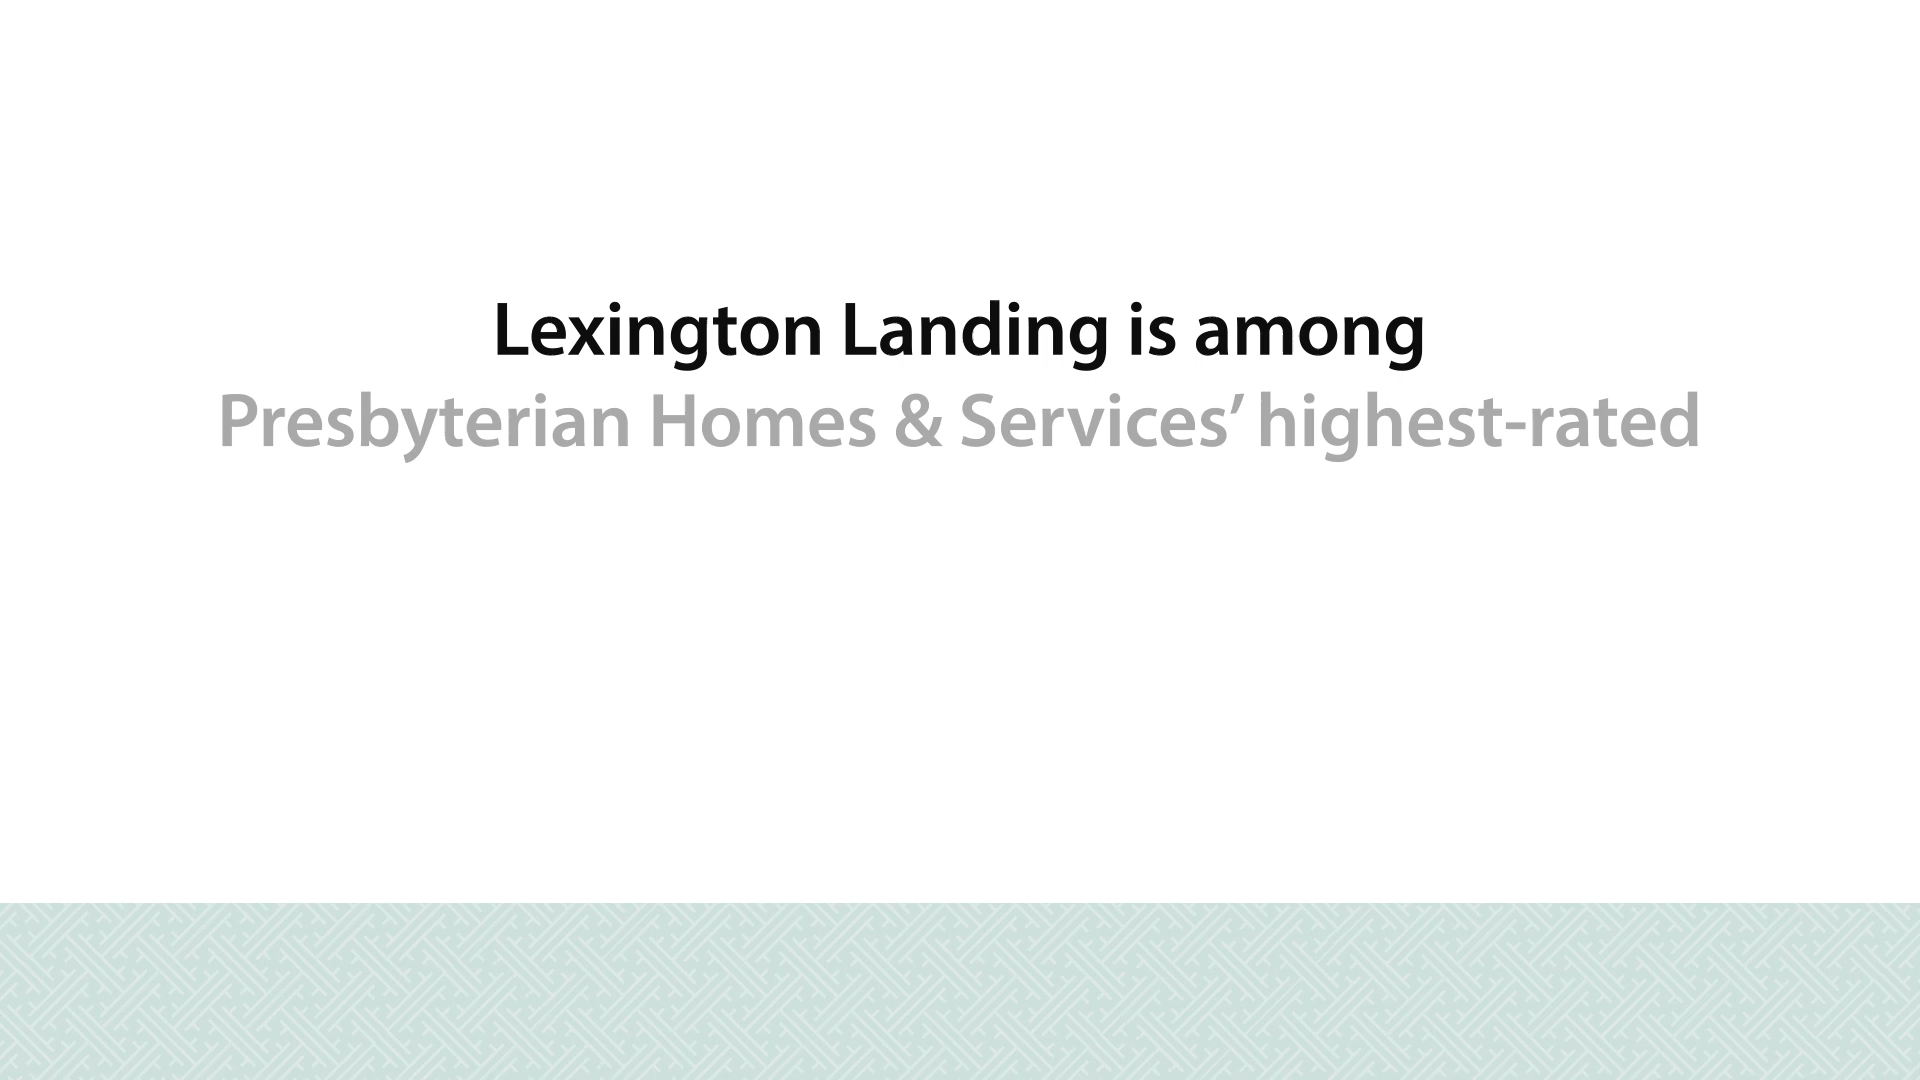 Lexington Landing is among
Presbyterian Homes & Services’ highest-rated